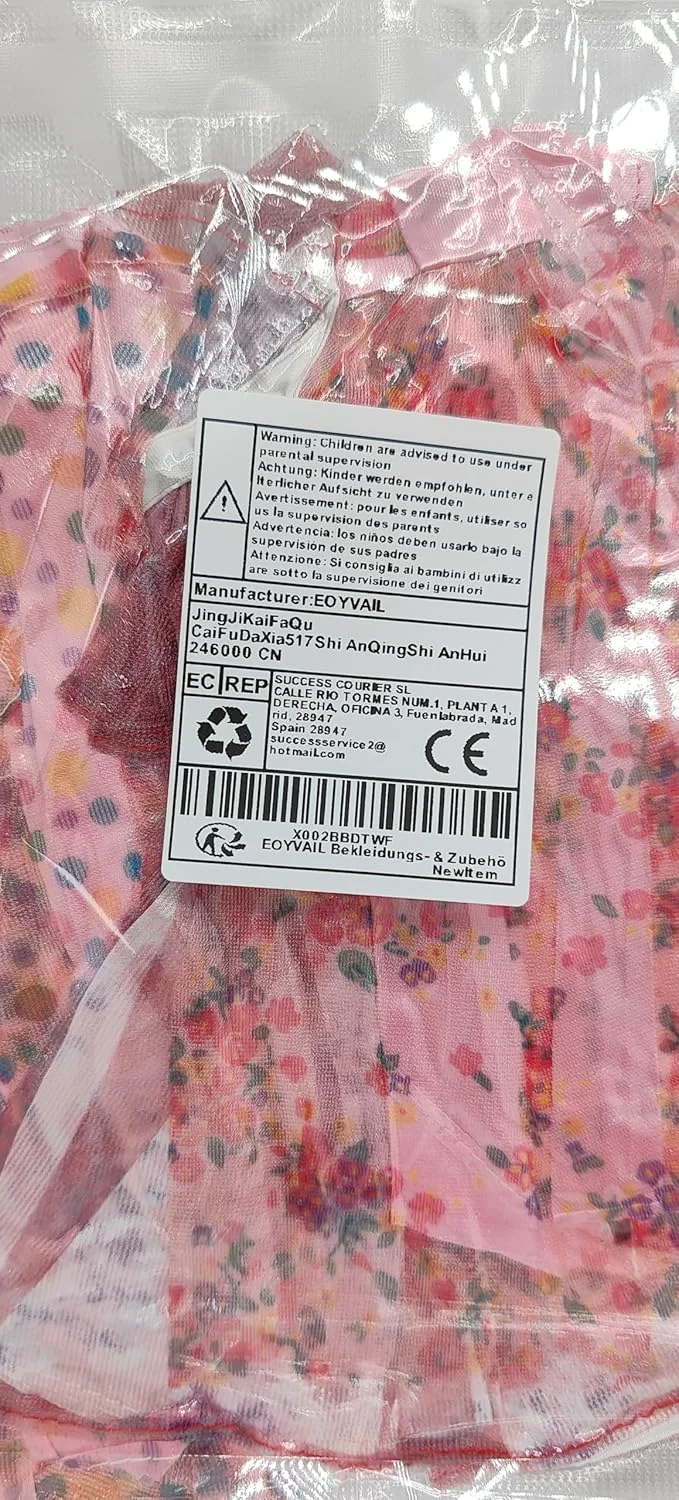 Warning: Children are advised to use under
parental supervision
Achtung: Kinder werden empfohlen, unter e
lterlicher Aufsicht zu verwenden
Avertissement: pour les enfants, utiliser so
us la supervision des parents
Advertencia: los niños deben usarlo bajo la
supervisión de sus padres
Attenzione: Si consiglia ai bambini di utilizz
are sotto la supervisione dei genitori
Manufacturer:EOYVAIL
JingJiKaiFaQu
CaiFuDaXia517Shi AnQingShi AnHui
246000 CN
EC REP
SUCCESS COURIER SL
CALLE RIO TORMES NUM.1, PLANTA 1,
DERECHA, OFICINA 3, Fuenlabrada, Mad
rid, 28947
Spain 28947
successservice2@
hotmail.com
CE
X002BBDTWF
EOYVAIL Bekleidungs- & Zubehö
NewItem